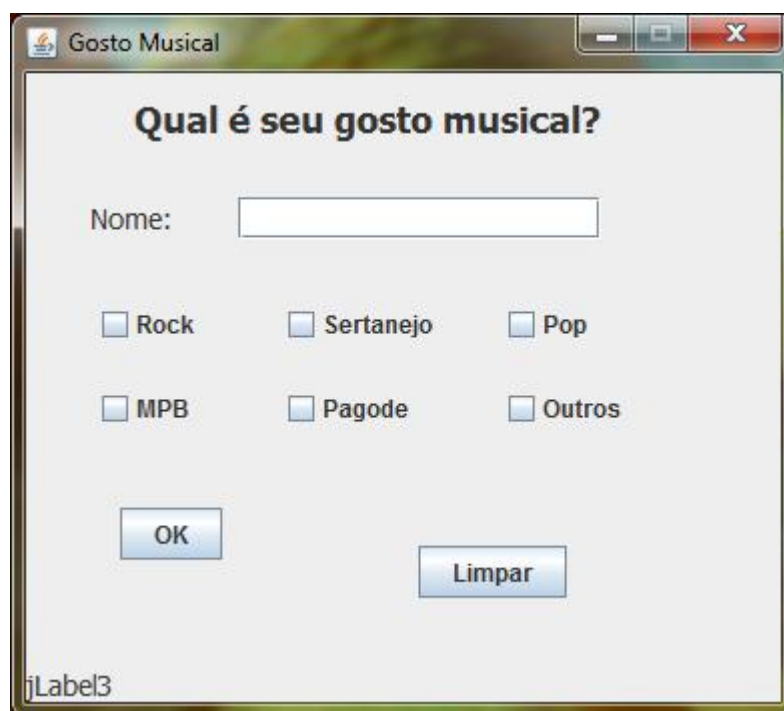 Gosto Musical
Qual é seu gosto musical?
Nome:
Rock Sertanejo Pop
MPB Pagode Outros
OK
Limpar
jLabel3